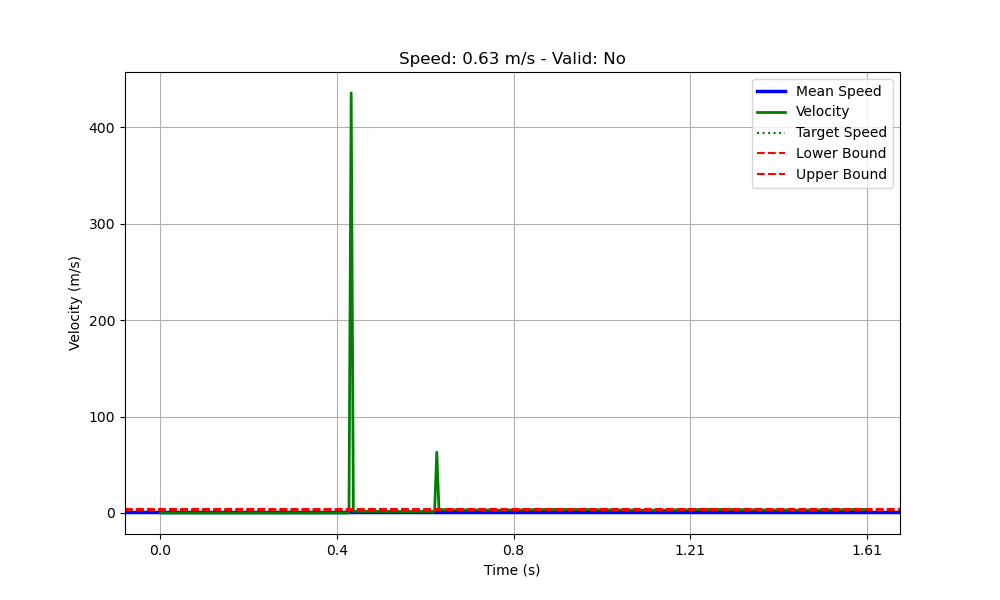 Speed: 0.63 m/s - Valid: No
Mean Speed
Velocity
Target Speed
Lower Bound
Upper Bound
Velocity (m/s)
400
300
200
100
0
0.0
0.4
0.8
1.21
1.61
Time (s)